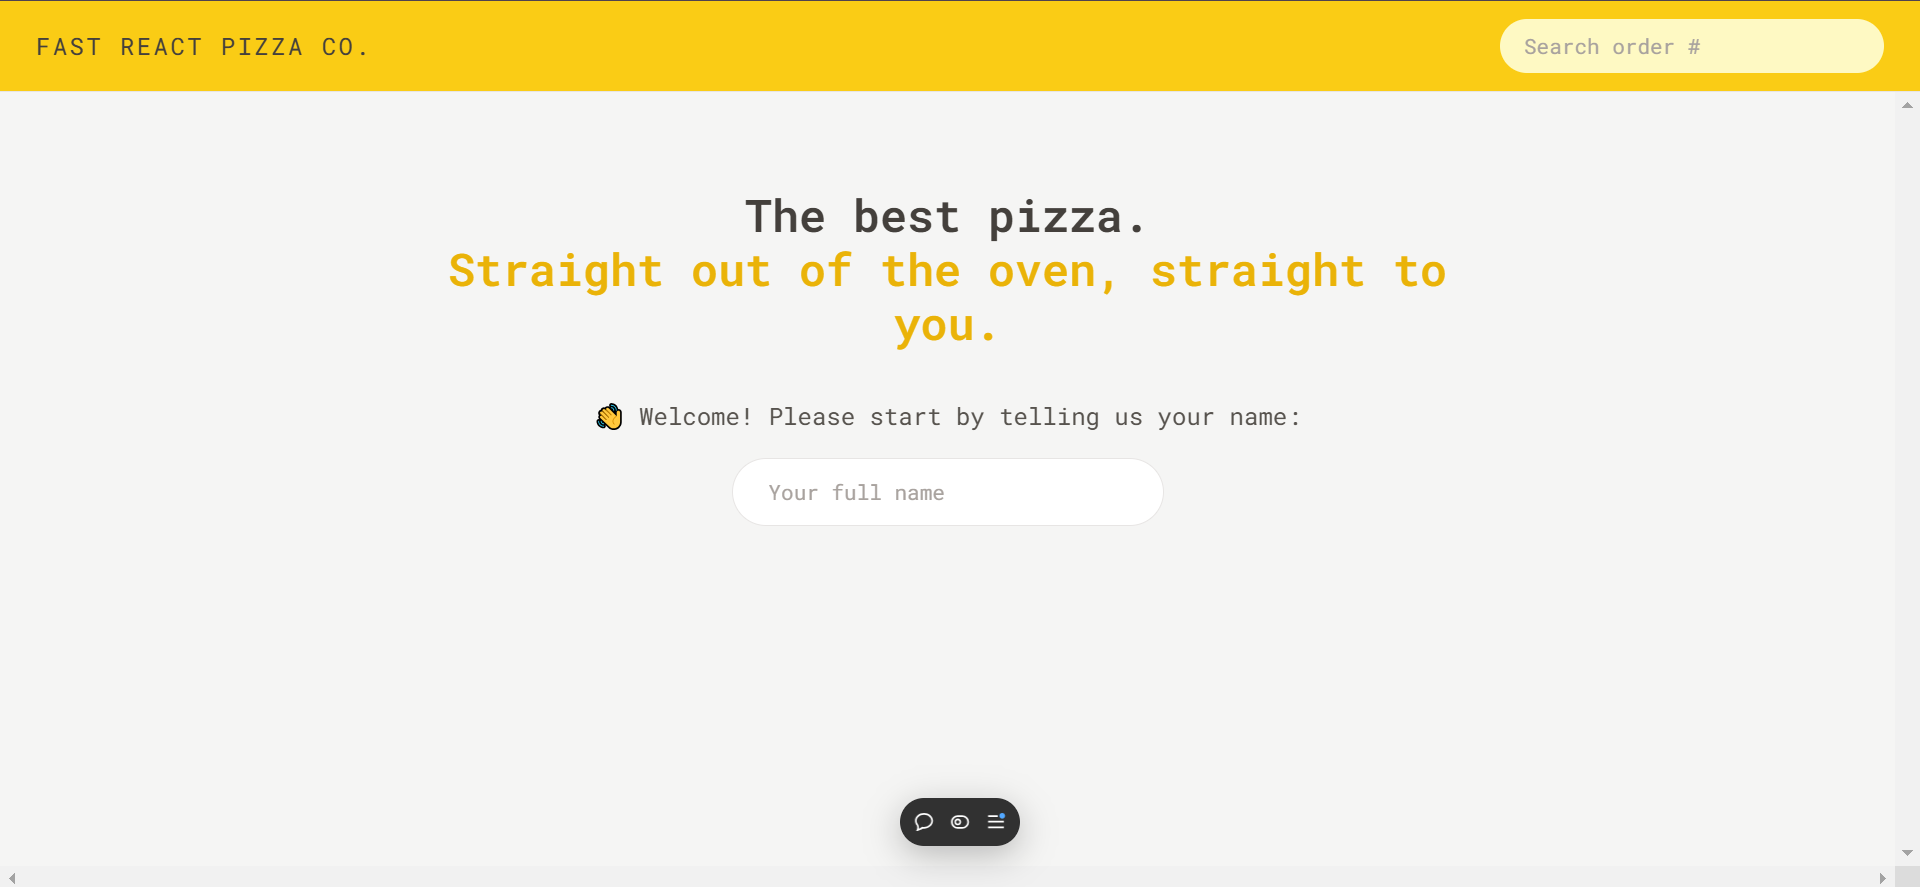 FAST REACT PIZZA CO.
Search order #
The best pizza.
Straight out of the oven, straight to
you.
👋 Welcome! Please start by telling us your name:
Your full name